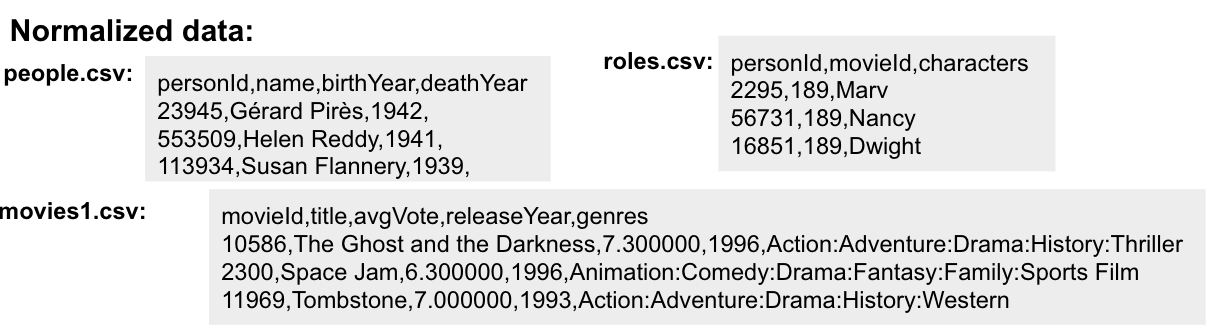 Normalized data:
people.csv:
personId,name,birthYear,deathYear
23945,Gérard Pirès,1942,
553509,Helen Reddy,1941,
113934,Susan Flannery,1939,
roles.csv:
personId,movieId,characters
2295,189,Marv
56731,189,Nancy
16851,189,Dwight
movies1.csv:
movieId,title,avgVote,releaseYear,genres
10586,The Ghost and the Darkness,7.300000,1996,Action:Adventure:Drama:History:Thriller
2300,Space Jam,6.300000,1996,Animation:Comedy:Drama:Fantasy:Family:Sports Film
11969,Tombstone,7.000000,1993,Action:Adventure:Drama:History:Western